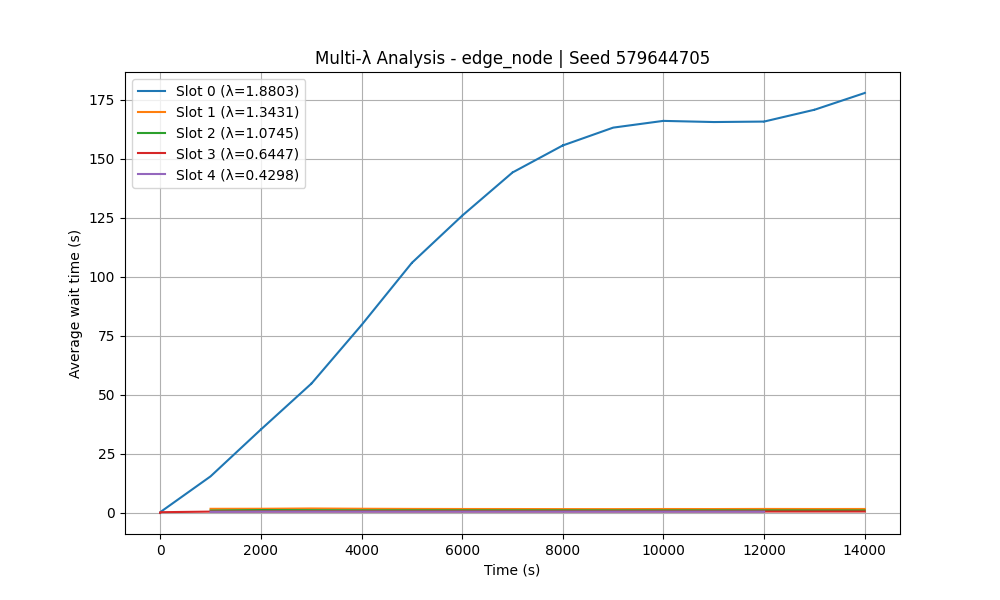 Multi-λ Analysis - edge_node | Seed 579644705
Slot 0 (λ=1.8803)
Slot 1 (λ=1.3431)
Slot 2 (λ=1.0745)
Slot 3 (λ=0.6447)
Slot 4 (λ=0.4298)
Average wait time (s)
175
150
125
100
75
50
25
0
0 2000 4000 6000 8000 10000 12000 14000
Time (s)